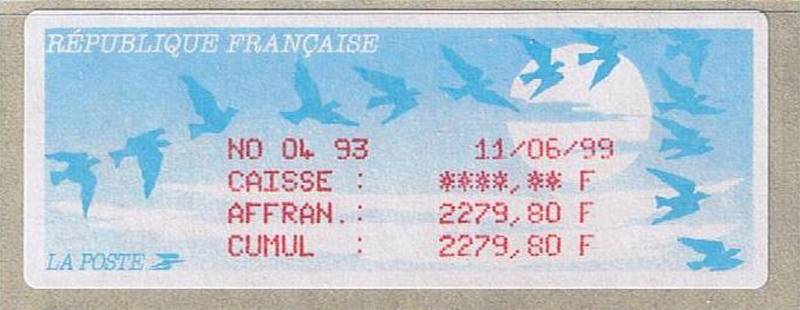 RÉPUBLIQUE FRANÇAISE
NO 04 93 11/06/99
CAISSE : ****,** F
AFFRAN.: 2279,80 F
CUMUL : 2279,80 F
LA POSTE